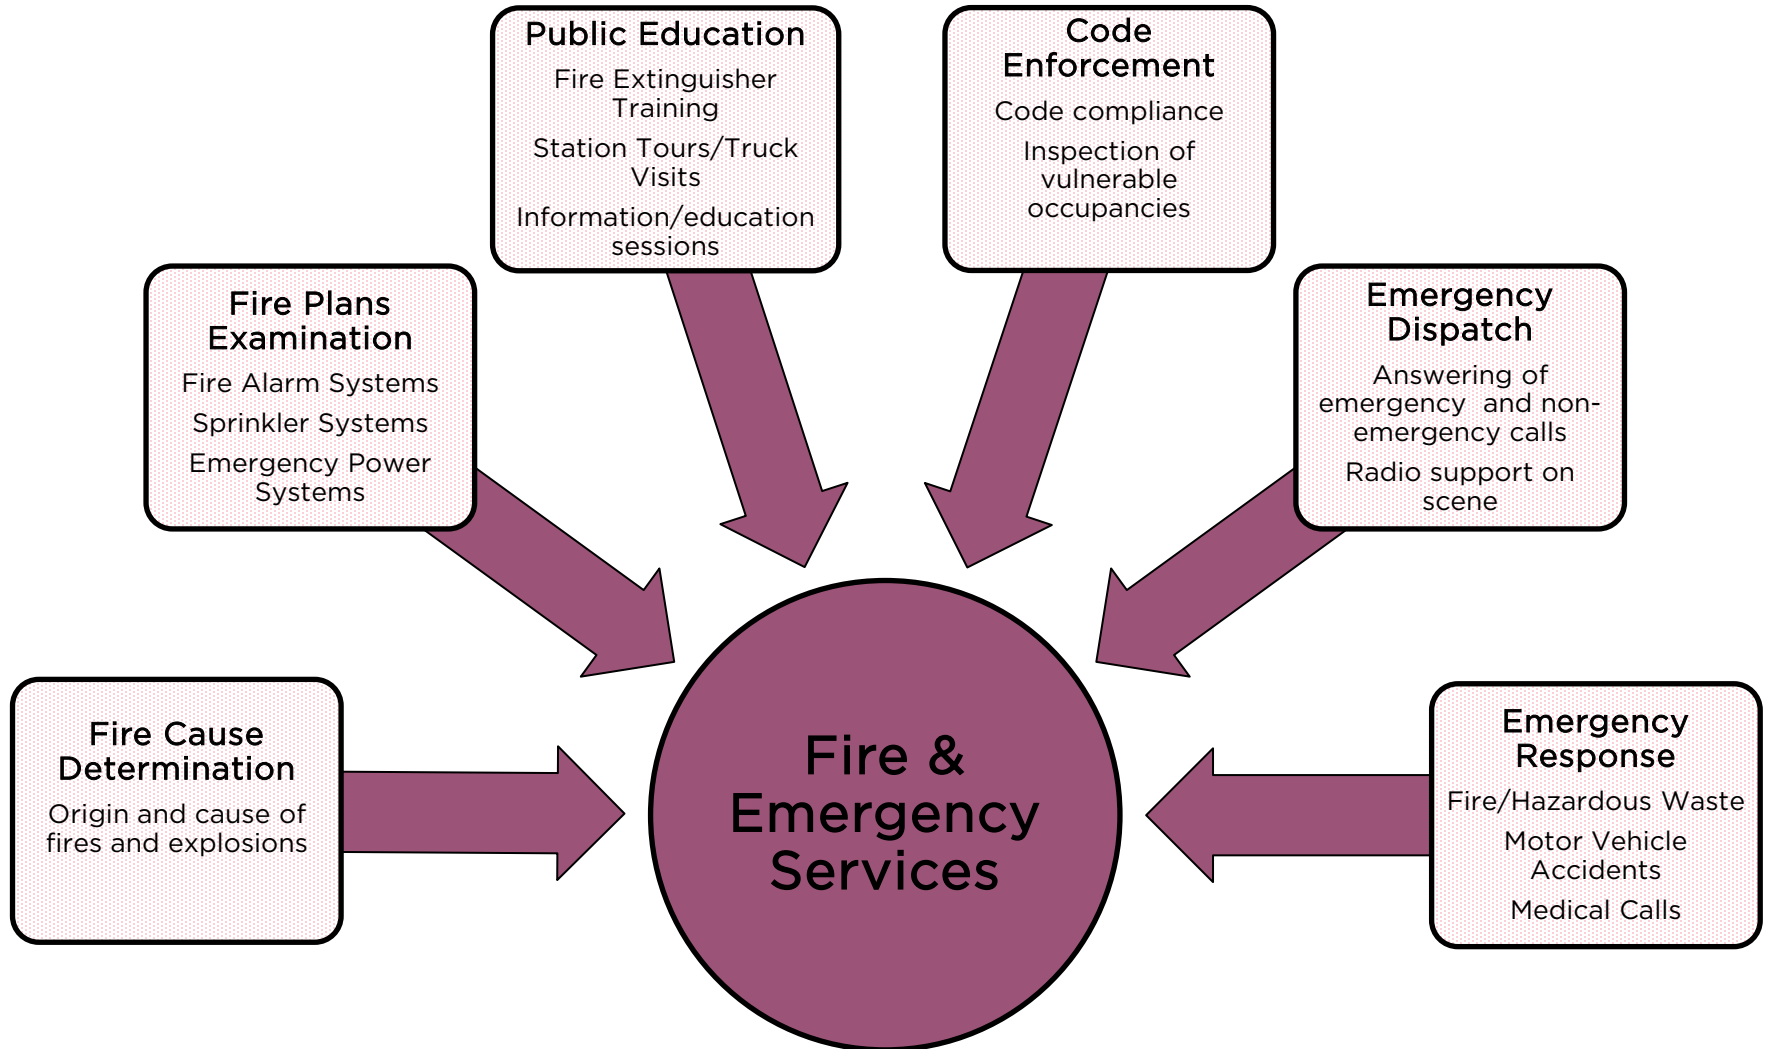 Public Education
Fire Extinguisher
Training
Station Tours/Truck
Visits
Information/education
sessions
Code
Enforcement
Code compliance
Inspection of
vulnerable
occupancies
Fire Plans
Examination
Fire Alarm Systems
Sprinkler Systems
Emergency Power
Systems
Emergency
Dispatch
Answering of
emergency  and non-
emergency calls
Radio support on
scene
Fire Cause
Determination
Origin and cause of
fires and explosions
Fire &
Emergency
Services
Emergency
Response
Fire/Hazardous Waste
Motor Vehicle
Accidents
Medical Calls